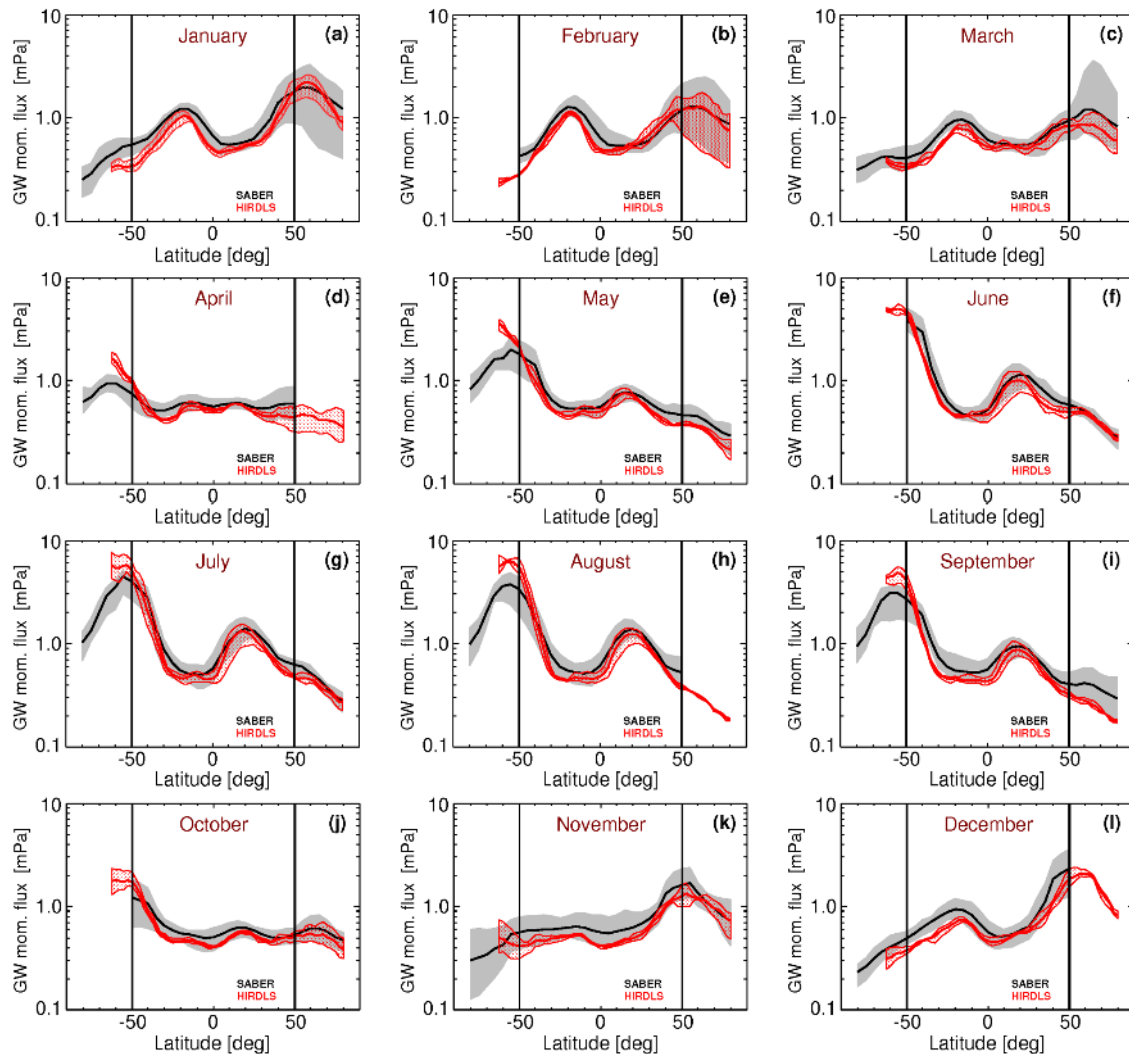 January (a)
GW mom. flux [mPa]
10
1.0
0.1
SABER
HIRDLS
-50 0 50
Latitude [deg]
February (b)
GW mom. flux [mPa]
10
1.0
0.1
SABER
HIRDLS
-50 0 50
Latitude [deg]
March (c)
GW mom. flux [mPa]
10
1.0
0.1
SABER
HIRDLS
-50 0 50
Latitude [deg]
April (d)
GW mom. flux [mPa]
10
1.0
0.1
SABER
HIRDLS
-50 0 50
Latitude [deg]
May (e)
GW mom. flux [mPa]
10
1.0
0.1
SABER
HIRDLS
-50 0 50
Latitude [deg]
June (f)
GW mom. flux [mPa]
10
1.0
0.1
SABER
HIRDLS
-50 0 50
Latitude [deg]
July (g)
GW mom. flux [mPa]
10
1.0
0.1
SABER
HIRDLS
-50 0 50
Latitude [deg]
August (h)
GW mom. flux [mPa]
10
1.0
0.1
SABER
HIRDLS
-50 0 50
Latitude [deg]
September (i)
GW mom. flux [mPa]
10
1.0
0.1
SABER
HIRDLS
-50 0 50
Latitude [deg]
October (j)
GW mom. flux [mPa]
10
1.0
0.1
SABER
HIRDLS
-50 0 50
Latitude [deg]
November (k)
GW mom. flux [mPa]
10
1.0
0.1
SABER
HIRDLS
-50 0 50
Latitude [deg]
December (l)
GW mom. flux [mPa]
10
1.0
0.1
SABER
HIRDLS
-50 0 50
Latitude [deg]